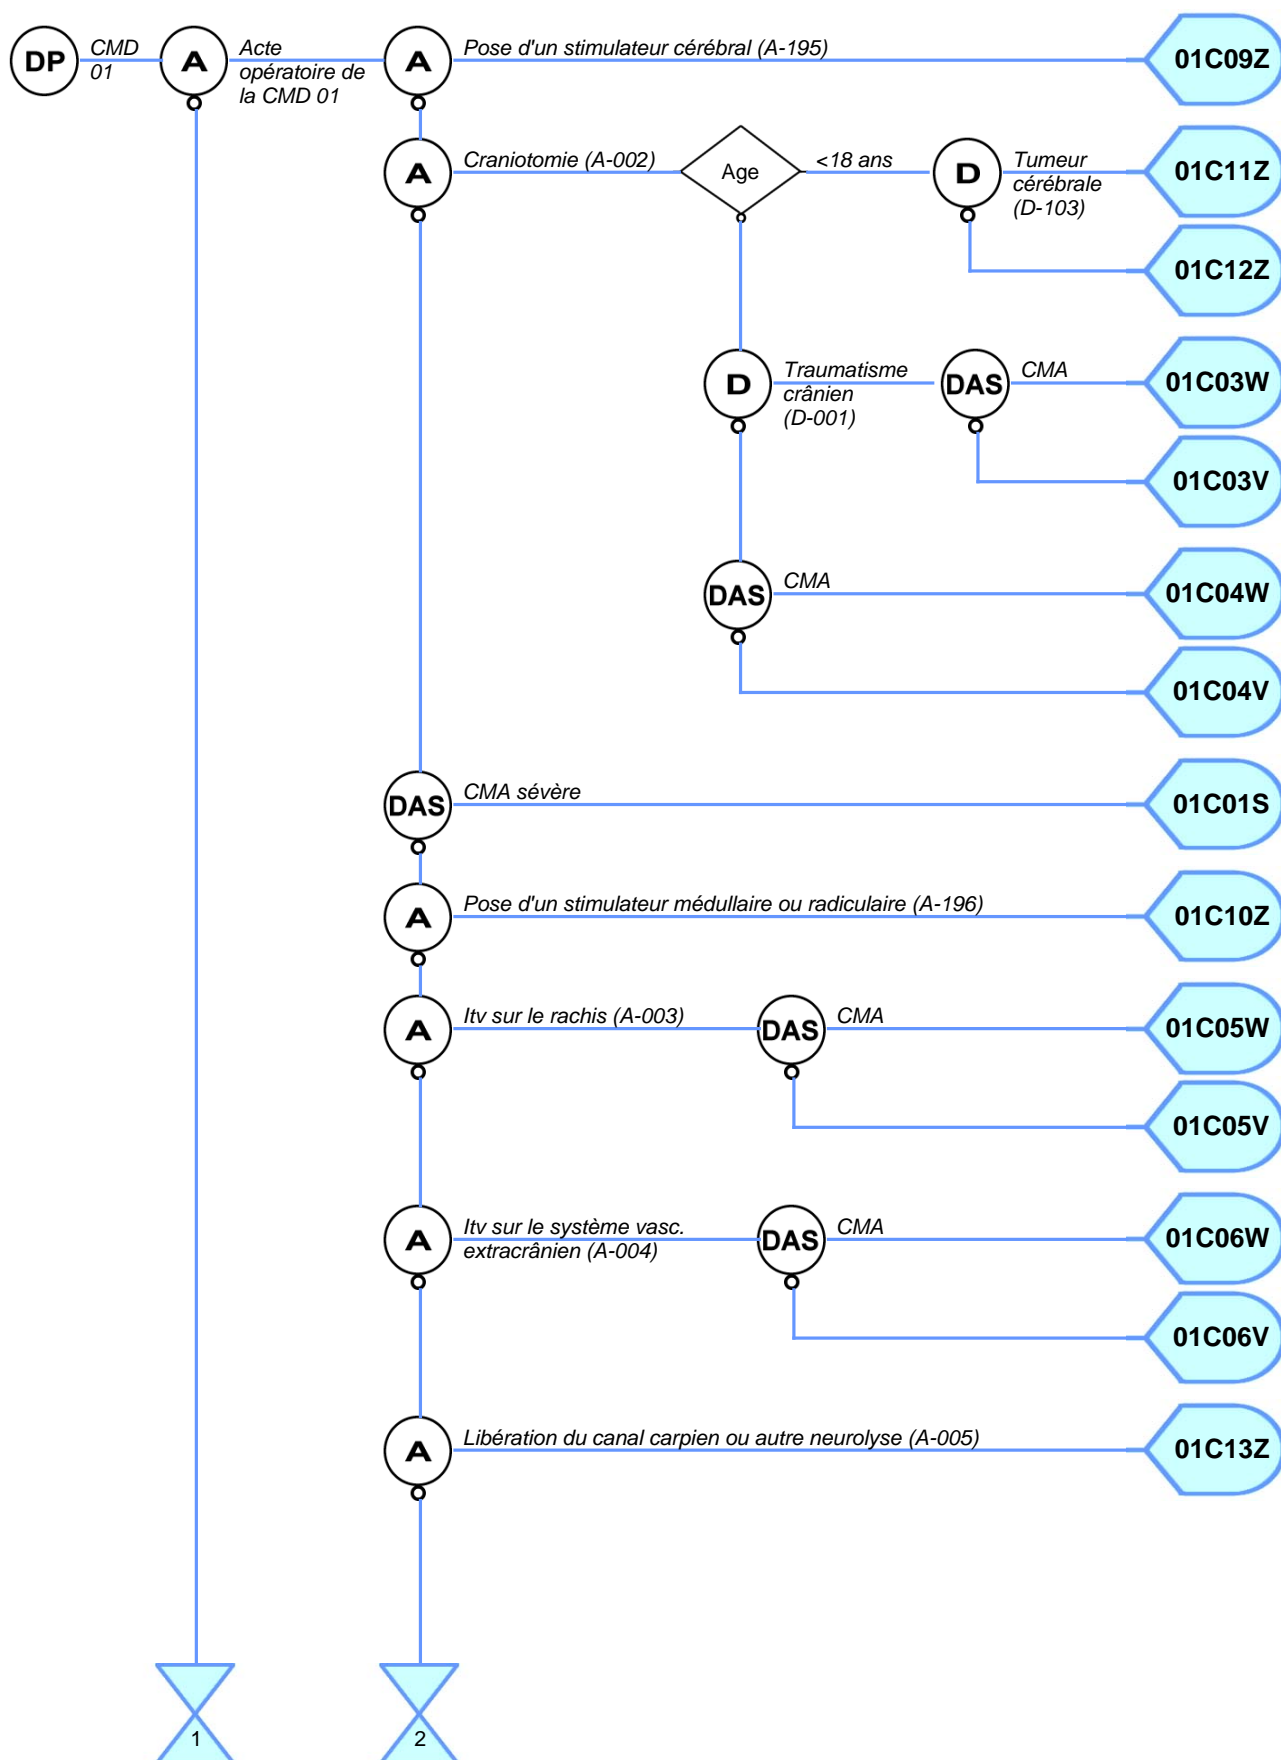 DP
CMD
01
A
Acte
opératoire de
la CMD 01
A
Pose d'un stimulateur cérébral (A-195)
01C09Z
A
Craniotomie (A-002)
Age
<18 ans
D
Tumeur
cérébrale
(D-103)
01C11Z
01C12Z
D
Traumatisme
crânien
(D-001)
DAS
CMA
01C03W
01C03V
DAS
CMA
01C04W
01C04V
DAS
CMA sévère
01C01S
A
Pose d'un stimulateur médullaire ou radiculaire (A-196)
01C10Z
A
Itv sur le rachis (A-003)
DAS
CMA
01C05W
01C05V
A
Itv sur le système vasc.
extracrânien (A-004)
DAS
CMA
01C06W
01C06V
A
Libération du canal carpien ou autre neurolyse (A-005)
01C13Z
1
2